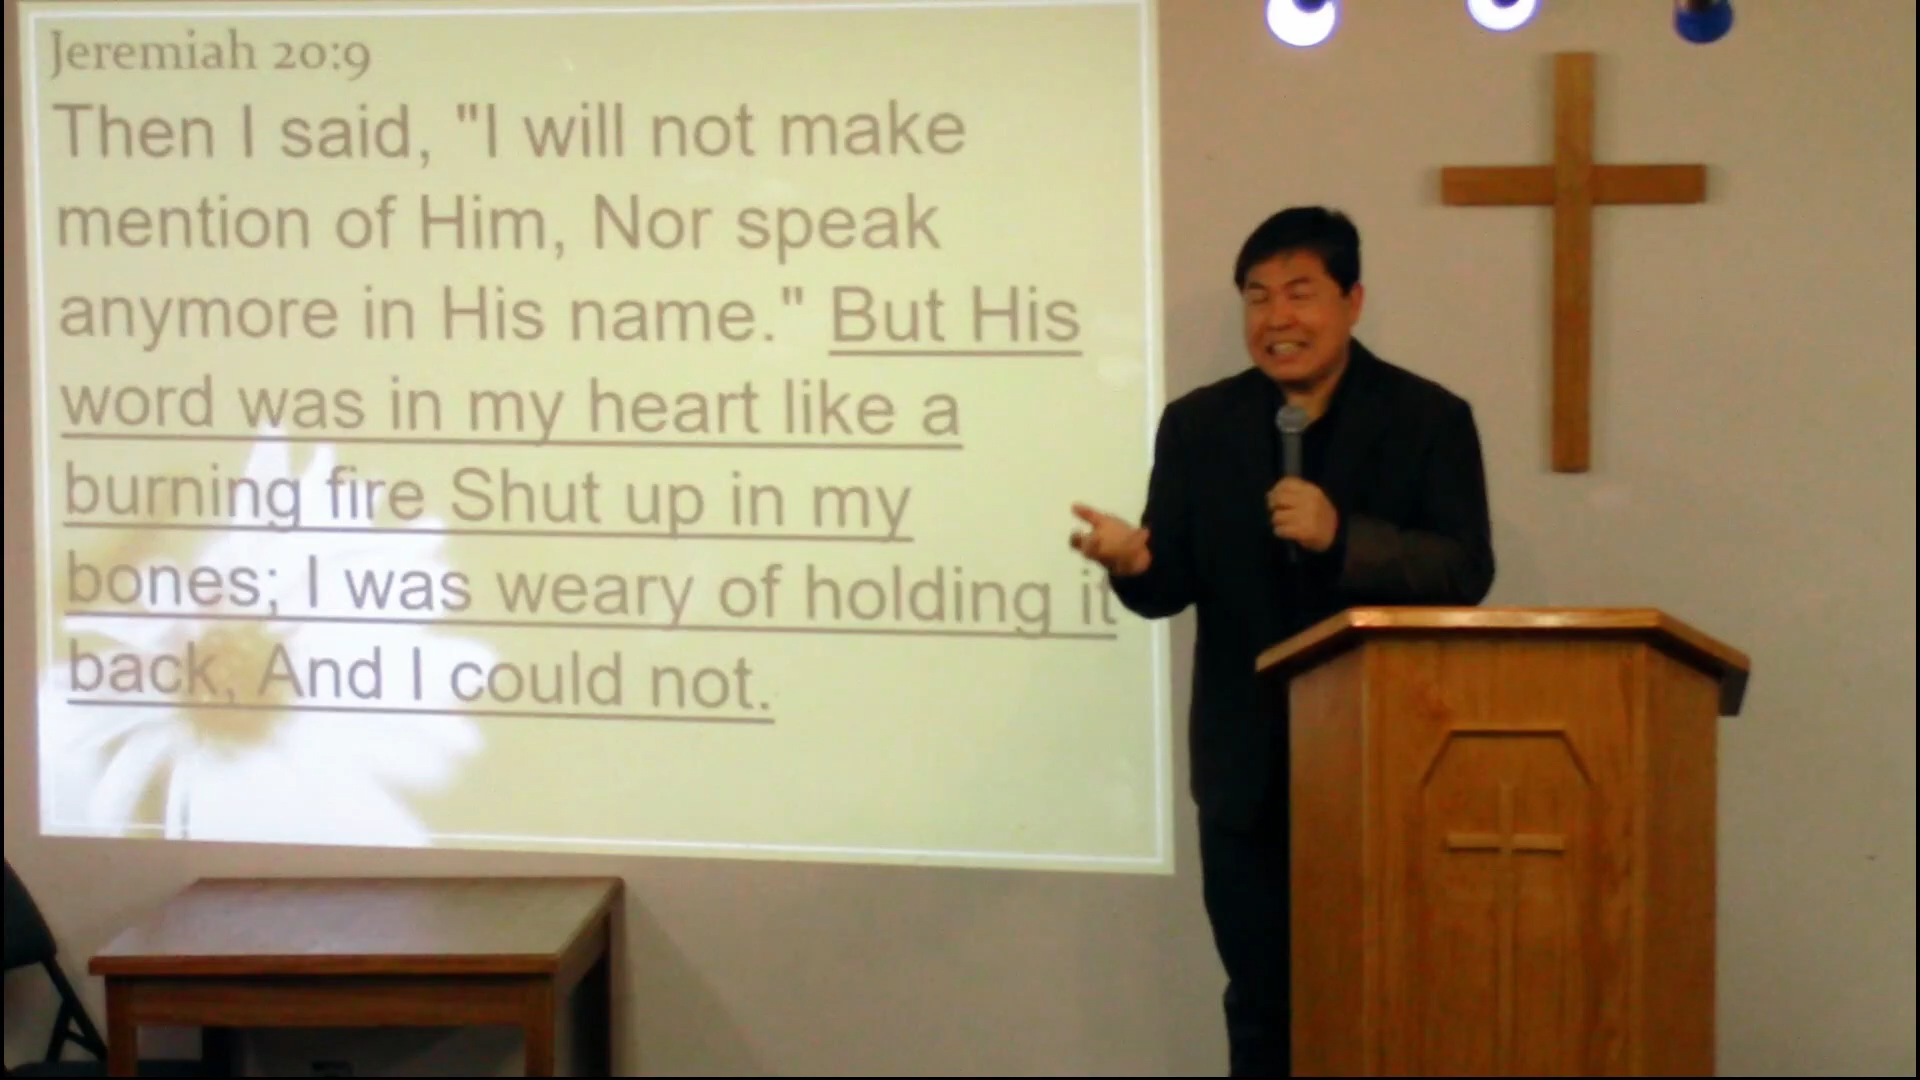 Jeremiah 20:9
Then I said, "I will not make
mention of Him, Nor speak
anymore in His name." But His
word was in my heart like a
burning fire Shut up in my
bones; I was weary of holding it
back, And I could not.